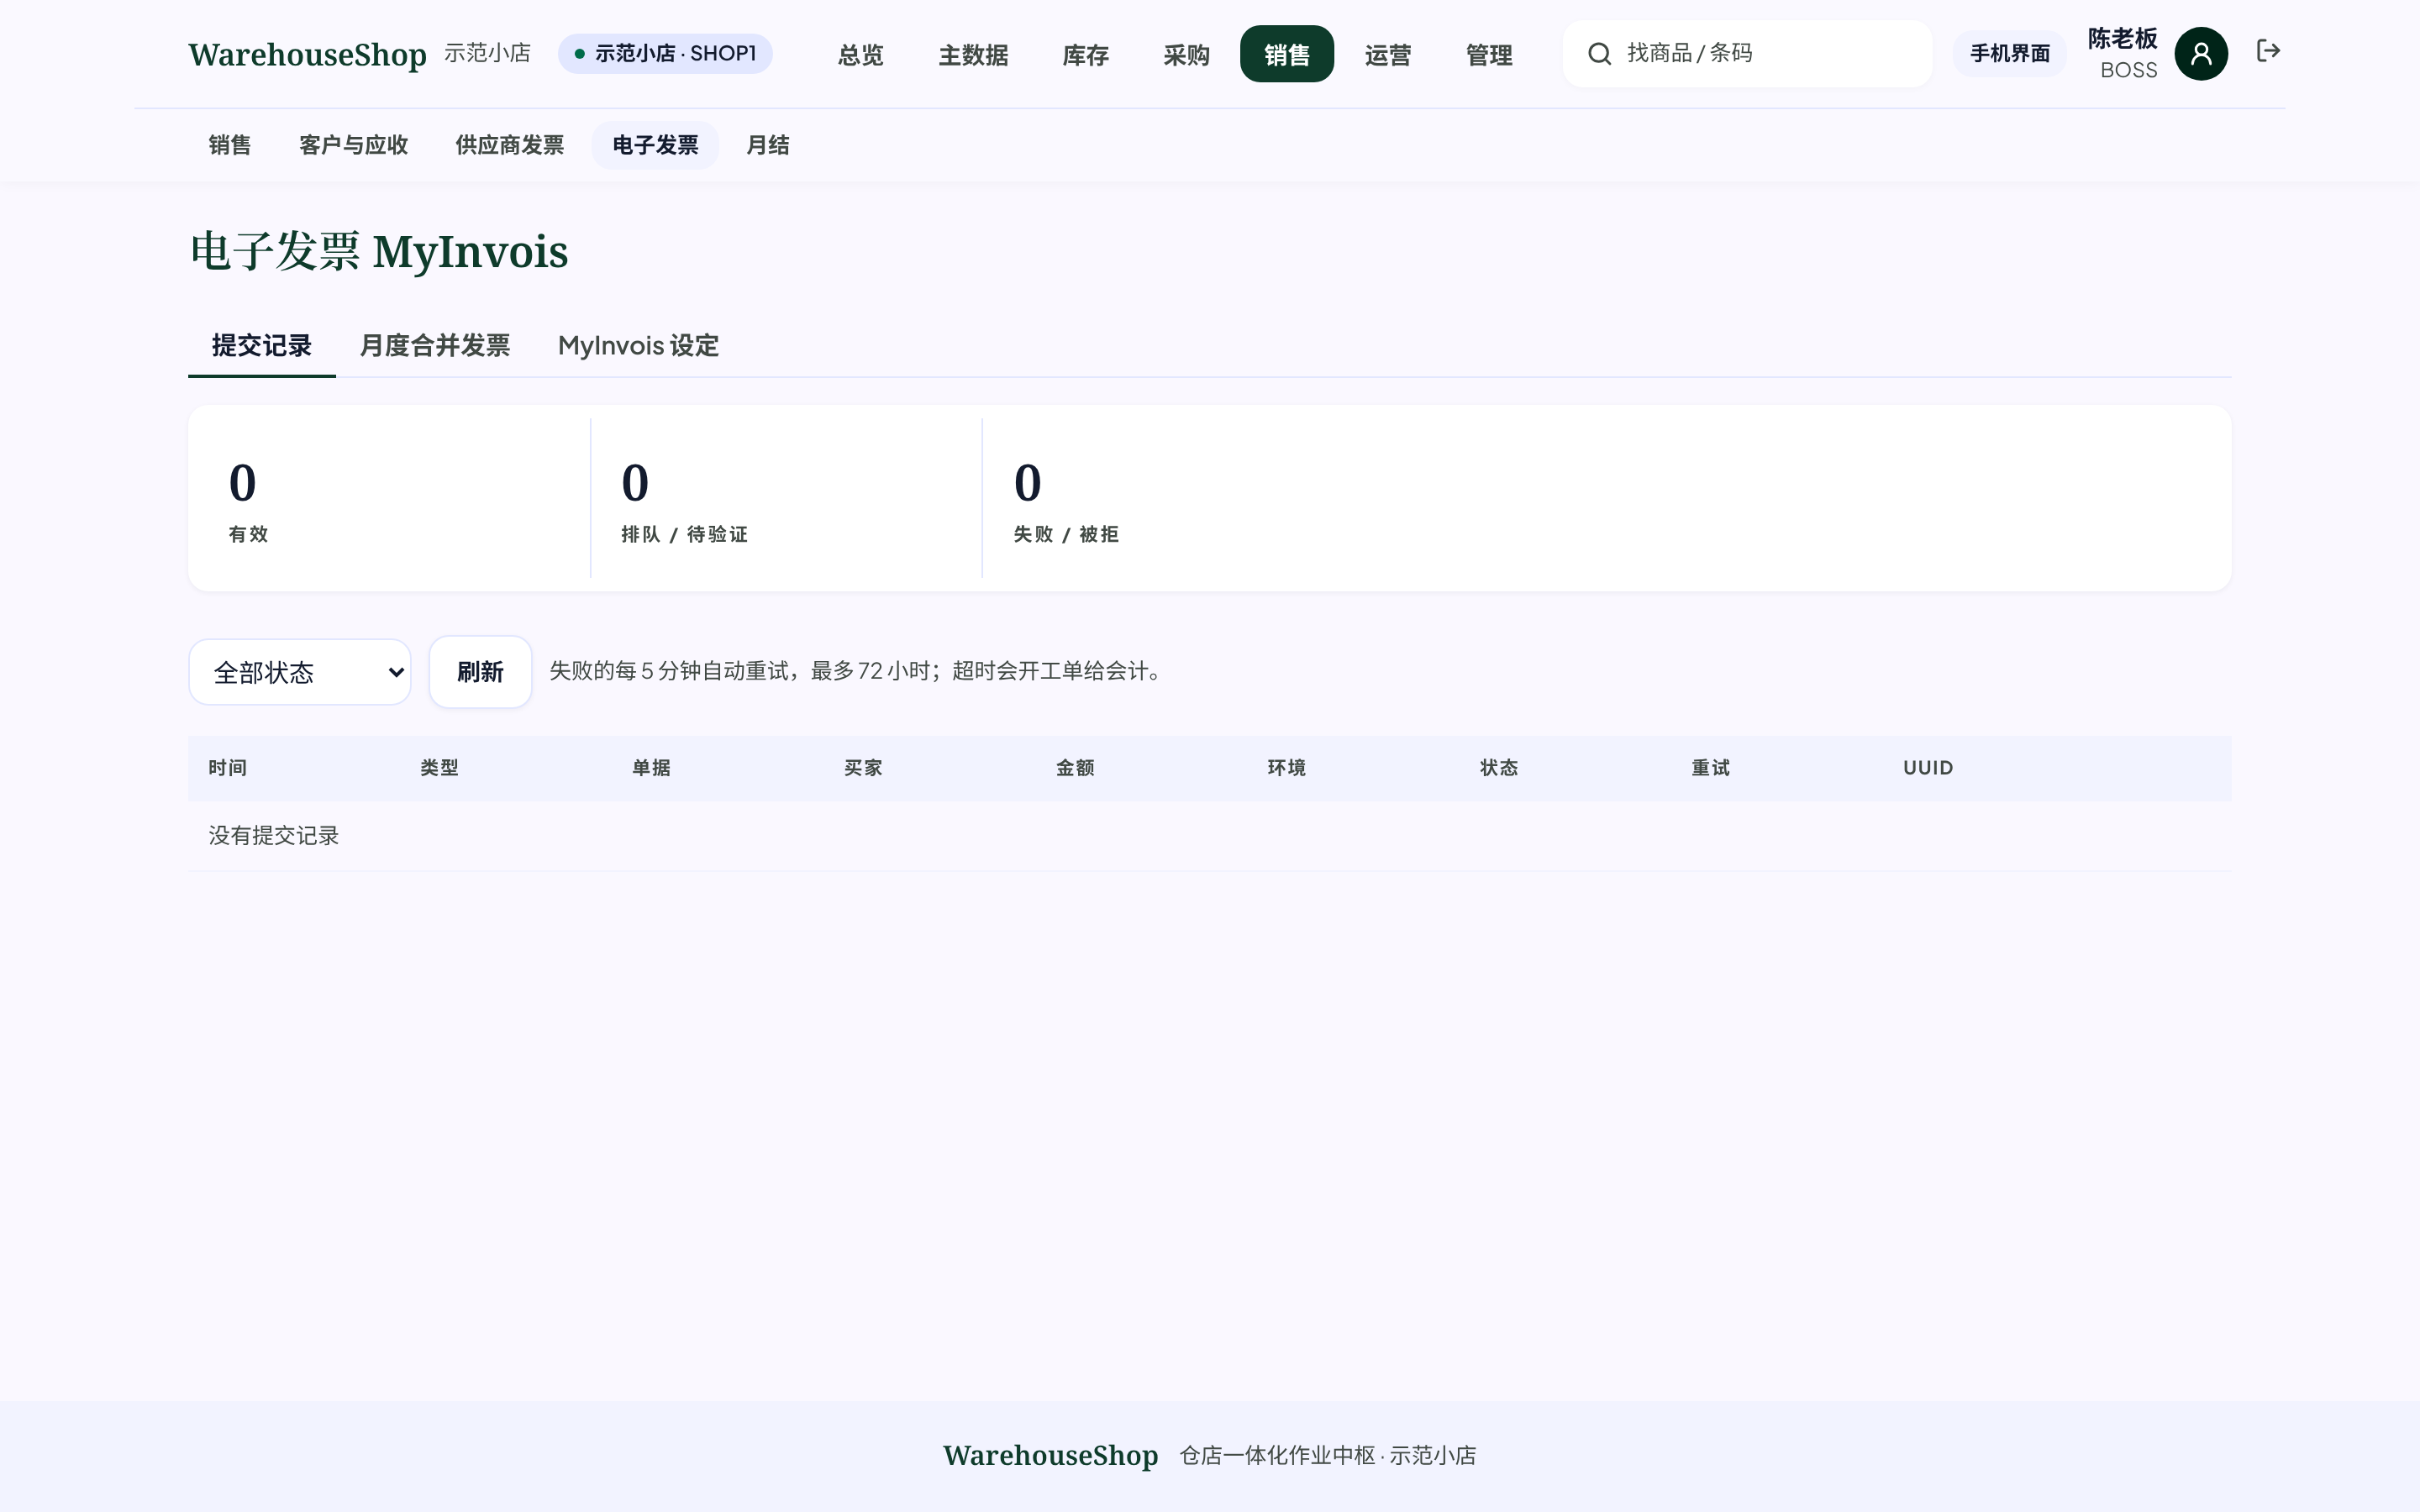 WarehouseShop 示范小店 示范小店 · SHOP1 总览 主数据 库存 采购 销售 运营 管理 找商品 / 条码 手机界面 陈老板
BOSS
销售 客户与应收 供应商发票 电子发票 月结
电子发票 MyInvois
提交记录 月度合并发票 MyInvois 设定
0 0 0
有效 排队 / 待验证 失败 / 被拒
全部状态 刷新 失败的每 5 分钟自动重试，最多 72 小时；超时会开工单给会计。
时间 类型 单据 买家 金额 环境 状态 重试 UUID
没有提交记录
WarehouseShop 仓店一体化作业中枢 · 示范小店